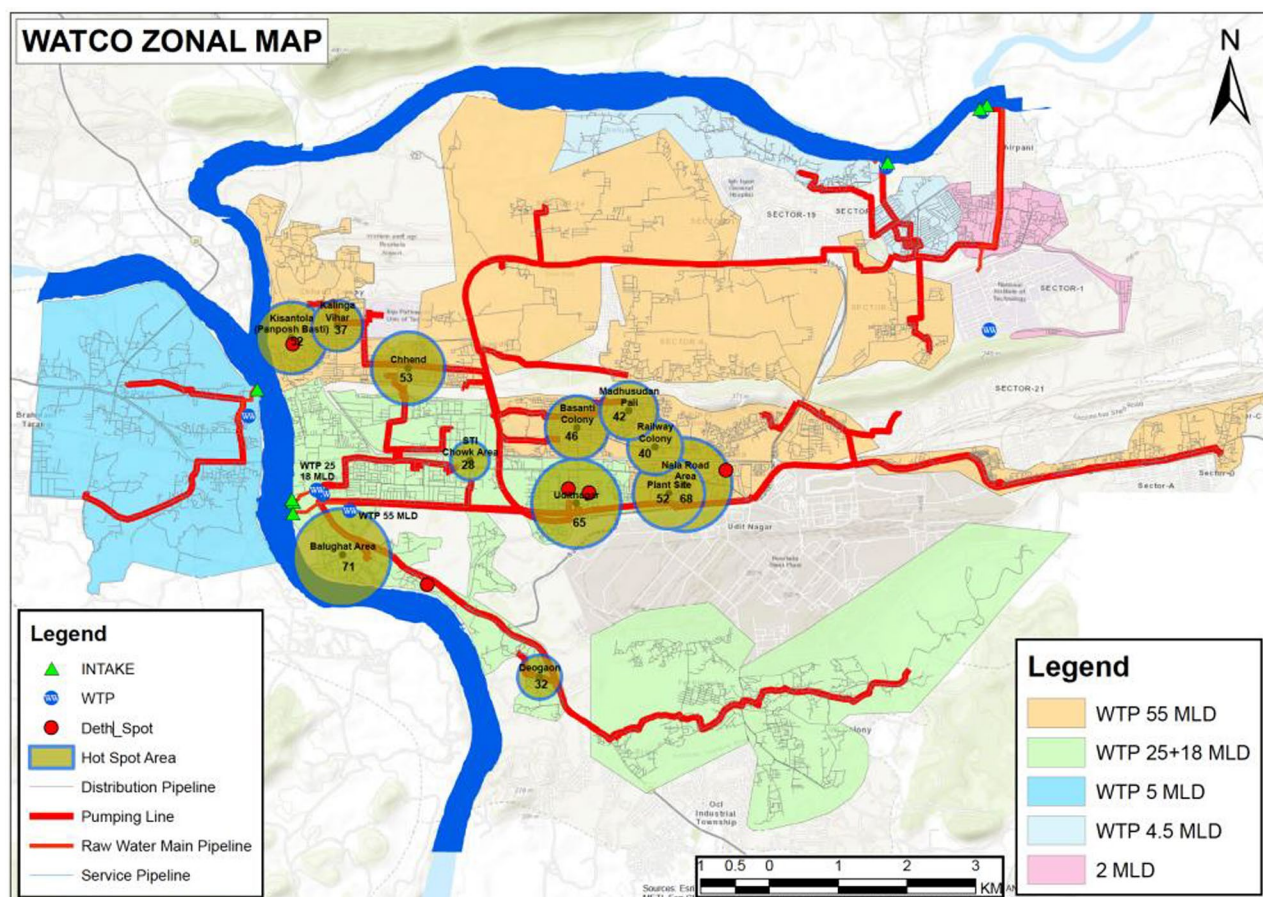 WATCO ZONAL MAP
N
SECTOR-19
National
Institute of
Technology
SECTOR-1
SECTOR-21
Kalinga
Vihar
37
Kisantola
(Panposh Basti)
Chhend
53
Madhusudan
Pali
42
Basanti
Colony
46
Railway
Colony
40
STI
Chowk Area
28
Nala Road
Area
68
Plant Site
52
Uditnagar
65
WTP 25
18 MLD
WTP 55 MLD
Balughat Area
71
Udit Nagar
Sector-A
Deogaon
32
Ocl
Industrial
Township
Legend
INTAKE
WTP
Deth_Spot
Hot Spot Area
Distribution Pipeline
Pumping Line
Raw Water Main Pipeline
Service Pipeline
Legend
WTP 55 MLD
WTP 25+18 MLD
WTP 5 MLD
WTP 4.5 MLD
2 MLD
1 0.5 0 1 2 3
KM